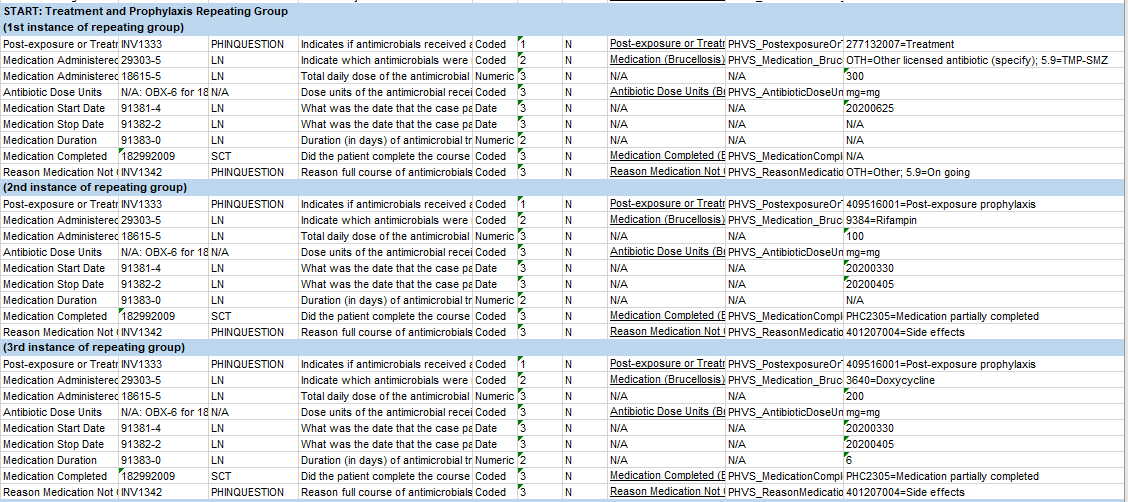 START: Treatment and Prophylaxis Repeating Group
(1st instance of repeating group)
Post-exposure or Treatr INV1333 PHINQUESTION Indicates if antimicrobials received a Coded 1 N Post-exposure or Treatr PHVS_PostexposureOr 277132007=Treatment
Medication Administered 29303-5 LN Indicate which antimicrobials were Coded 2 N Medication (Brucellosis) PHVS_Medication_Bruc OTH=Other licensed antibiotic (specify); 5.9=TMP-SMZ
Medication Administered 18615-5 LN Total daily dose of the antimicrobial Numeric 3 N N/A N/A 300
Antibiotic Dose Units N/A: OBX-6 for 18 N/A Dose units of the antimicrobial recei Coded 3 N Antibiotic Dose Units (Br PHVS_AntibioticDoseUn mg=mg
Medication Start Date 91381-4 LN What was the date that the case pa Date 3 N N/A N/A 20200625
Medication Stop Date 91382-2 LN What was the date that the case pa Date 3 N N/A N/A N/A
Medication Duration 91383-0 LN Duration (in days) of antimicrobial tr Numeric 2 N N/A N/A N/A
Medication Completed 182992009 SCT Did the patient complete the course Coded 3 N Medication Completed (B PHVS_MedicationCompl N/A
Reason Medication Not INV1342 PHINQUESTION Reason full course of antimicrobials Coded 3 N Reason Medication Not PHVS_ReasonMedicatio OTH=Other; 5.9=On going
(2nd instance of repeating group)
Post-exposure or Treatr INV1333 PHINQUESTION Indicates if antimicrobials received a Coded 1 N Post-exposure or Treatr PHVS_PostexposureOr 409516001=Post-exposure prophylaxis
Medication Administered 29303-5 LN Indicate which antimicrobials were Coded 2 N Medication (Brucellosis) PHVS_Medication_Bruc 9384=Rifampin
Medication Administered 18615-5 LN Total daily dose of the antimicrobial Numeric 3 N N/A N/A 100
Antibiotic Dose Units N/A: OBX-6 for 18 N/A Dose units of the antimicrobial recei Coded 3 N Antibiotic Dose Units (Br PHVS_AntibioticDoseUn mg=mg
Medication Start Date 91381-4 LN What was the date that the case pa Date 3 N N/A N/A 20200330
Medication Stop Date 91382-2 LN What was the date that the case pa Date 3 N N/A N/A 20200405
Medication Duration 91383-0 LN Duration (in days) of antimicrobial tr Numeric 2 N N/A N/A N/A
Medication Completed 182992009 SCT Did the patient complete the course Coded 3 N Medication Completed (B PHVS_MedicationCompl PHC2305=Medication partially completed
Reason Medication Not INV1342 PHINQUESTION Reason full course of antimicrobials Coded 3 N Reason Medication Not PHVS_ReasonMedicatio 401207004=Side effects
(3rd instance of repeating group)
Post-exposure or Treatr INV1333 PHINQUESTION Indicates if antimicrobials received a Coded 1 N Post-exposure or Treatr PHVS_PostexposureOr 409516001=Post-exposure prophylaxis
Medication Administered 29303-5 LN Indicate which antimicrobials were Coded 2 N Medication (Brucellosis) PHVS_Medication_Bruc 3640=Doxycycline
Medication Administered 18615-5 LN Total daily dose of the antimicrobial Numeric 3 N N/A N/A 200
Antibiotic Dose Units N/A: OBX-6 for 18 N/A Dose units of the antimicrobial recei Coded 3 N Antibiotic Dose Units (Br PHVS_AntibioticDoseUn mg=mg
Medication Start Date 91381-4 LN What was the date that the case pa Date 3 N N/A N/A 20200330
Medication Stop Date 91382-2 LN What was the date that the case pa Date 3 N N/A N/A 20200405
Medication Duration 91383-0 LN Duration (in days) of antimicrobial tr Numeric 2 N N/A N/A 6
Medication Completed 182992009 SCT Did the patient complete the course Coded 3 N Medication Completed (B PHVS_MedicationCompl PHC2305=Medication partially completed
Reason Medication Not INV1342 PHINQUESTION Reason full course of antimicrobials Coded 3 N Reason Medication Not PHVS_ReasonMedicatio 401207004=Side effects